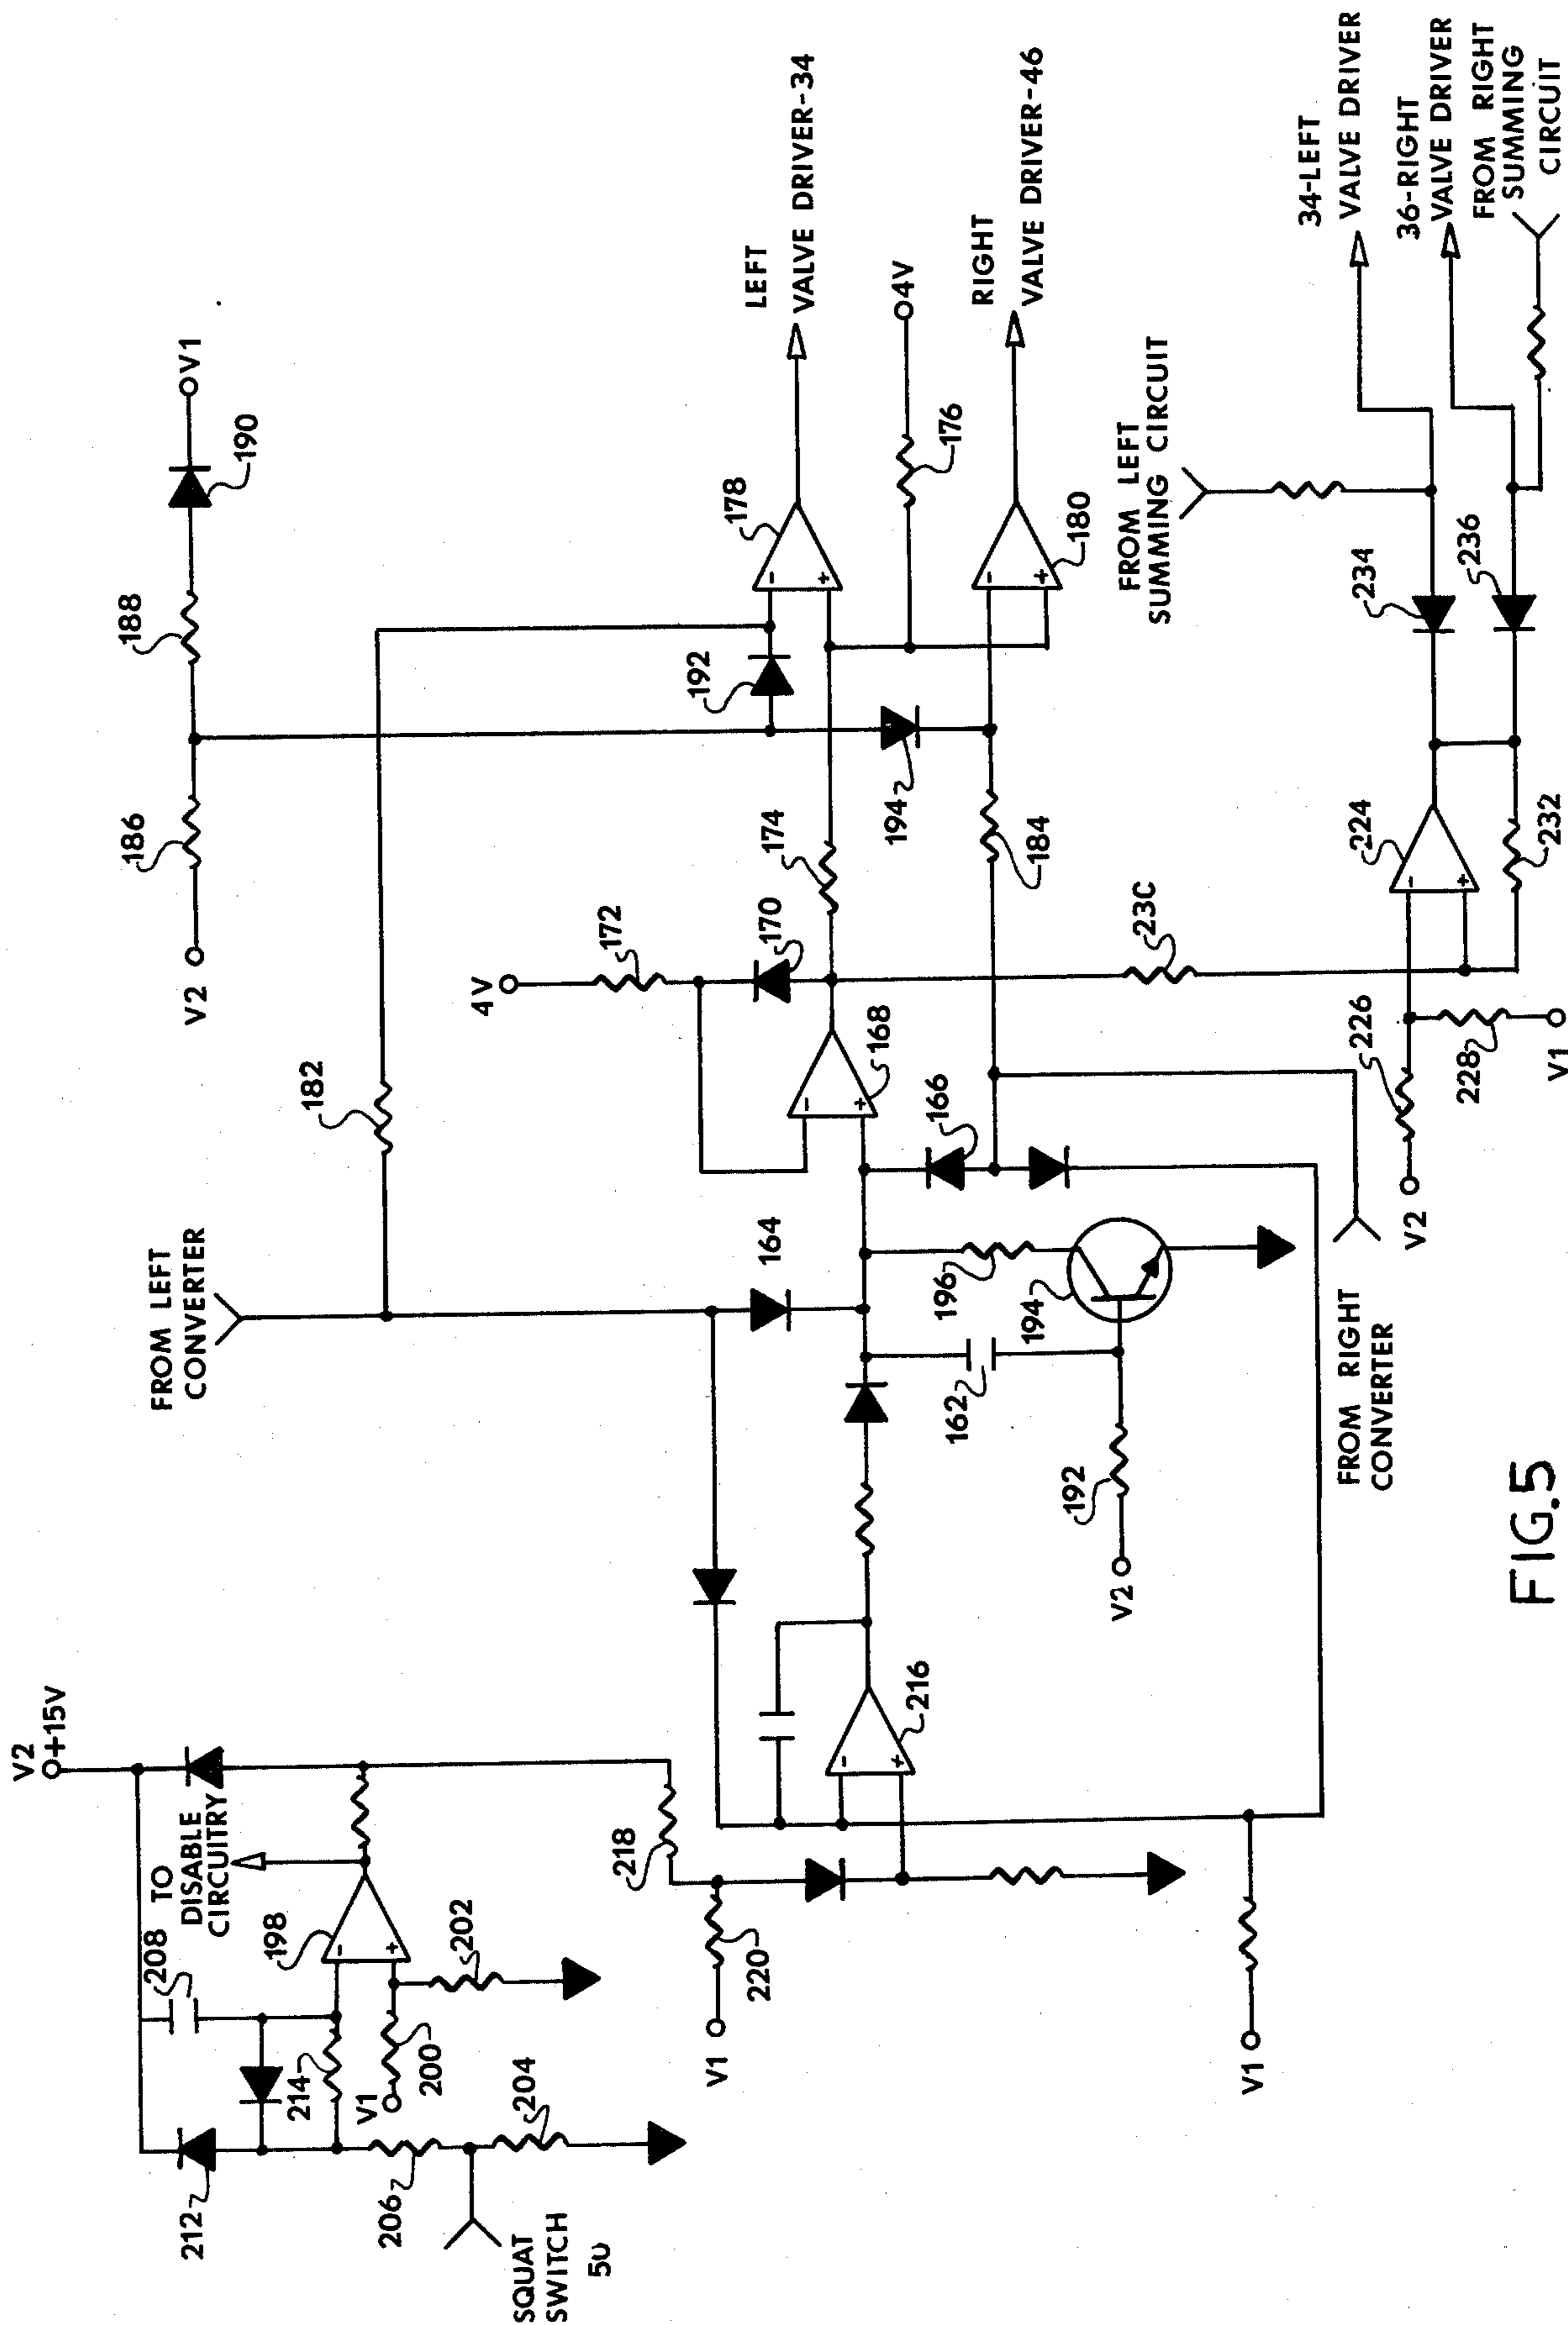 V2
+15V
TO
DISABLE
CIRCUITRY
208
198
212
214
V1
200
202
206
204
SQUAT
SWITCH
50
218
V1
220
216
V1
FROM LEFT
CONVERTER
182
164
162
196
194
192
V2
166
FROM RIGHT
CONVERTER
168
170
172
4V
174
V2
186
188
190
V1
192
194
184
178
LEFT
VALVE DRIVER-34
4V
176
180
RIGHT
VALVE DRIVER-46
23C
226
V2
228
V1
224
232
234
236
FROM LEFT
SUMMING CIRCUIT
34-LEFT
VALVE DRIVER
36-RIGHT
VALVE DRIVER
FROM RIGHT
SUMMING
CIRCUIT
FIG.5